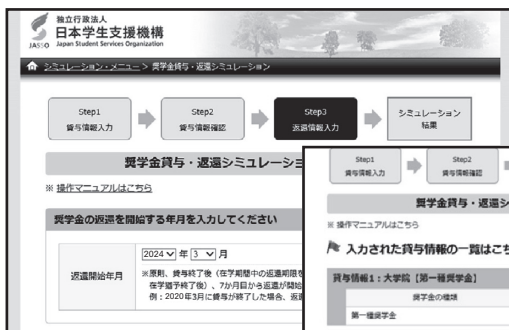 独立行政法人
日本学生支援機構
JASSO Japan Student Services Organization
シミュレーション・メニュー > 奨学金貸与・返還シミュレーション
Step1
貸与情報入力
Step2
貸与情報確認
Step3
返還情報入力
シミュレーション
結果
奨学金貸与・返還シミュレーショ
※ 操作マニュアルはこちら
奨学金の返還を開始する年月を入力してください
返還開始年月
2024 年 3 月
※原則、貸与終了後（在学期間中の返還期限を
在学猶予終了後）、7か月目から返還が開始
例：2020年3月に貸与が終了した場合、返還
Step1
貸与情報入力
Step2
貸与情報確認
奨学金貸与・返還シ
※ 操作マニュアルはこちら
入力された貸与情報の一覧はこち
貸与情報1：大学院【第一種奨学金】
奨学金の種類
第一種奨学金